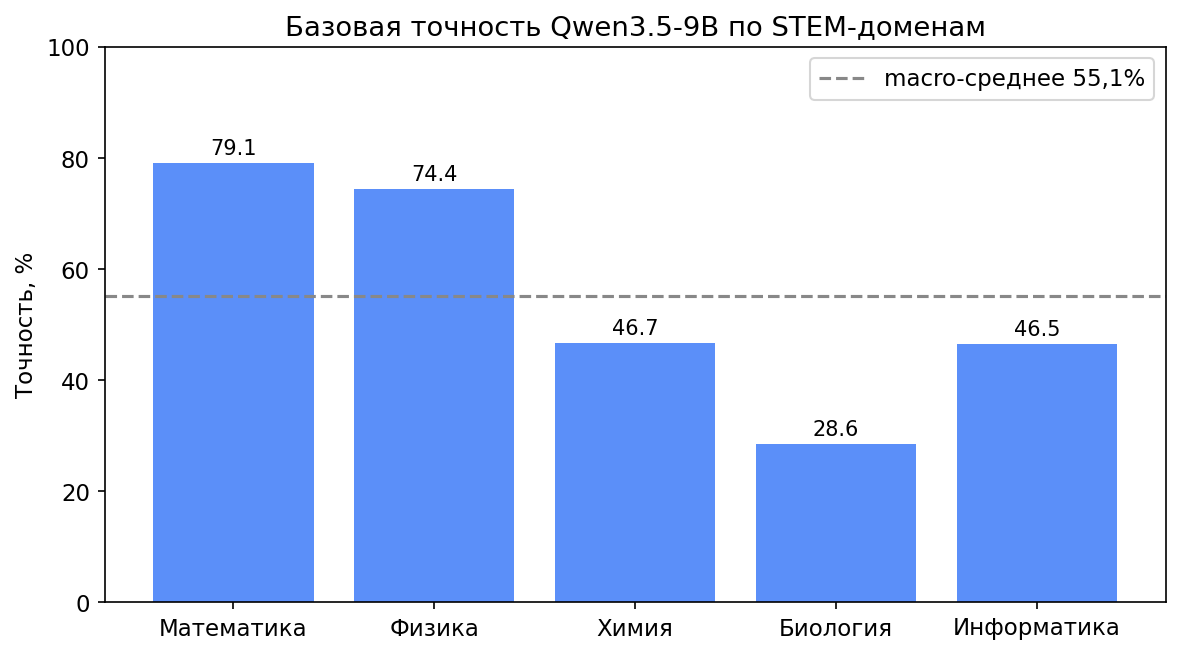 Базовая точность Qwen3.5-9B по STEM-доменам
macro-среднее 55,1%
Точность, %
100
80
60
40
20
0
79.1
74.4
46.7
28.6
46.5
Математика
Физика
Химия
Биология
Информатика